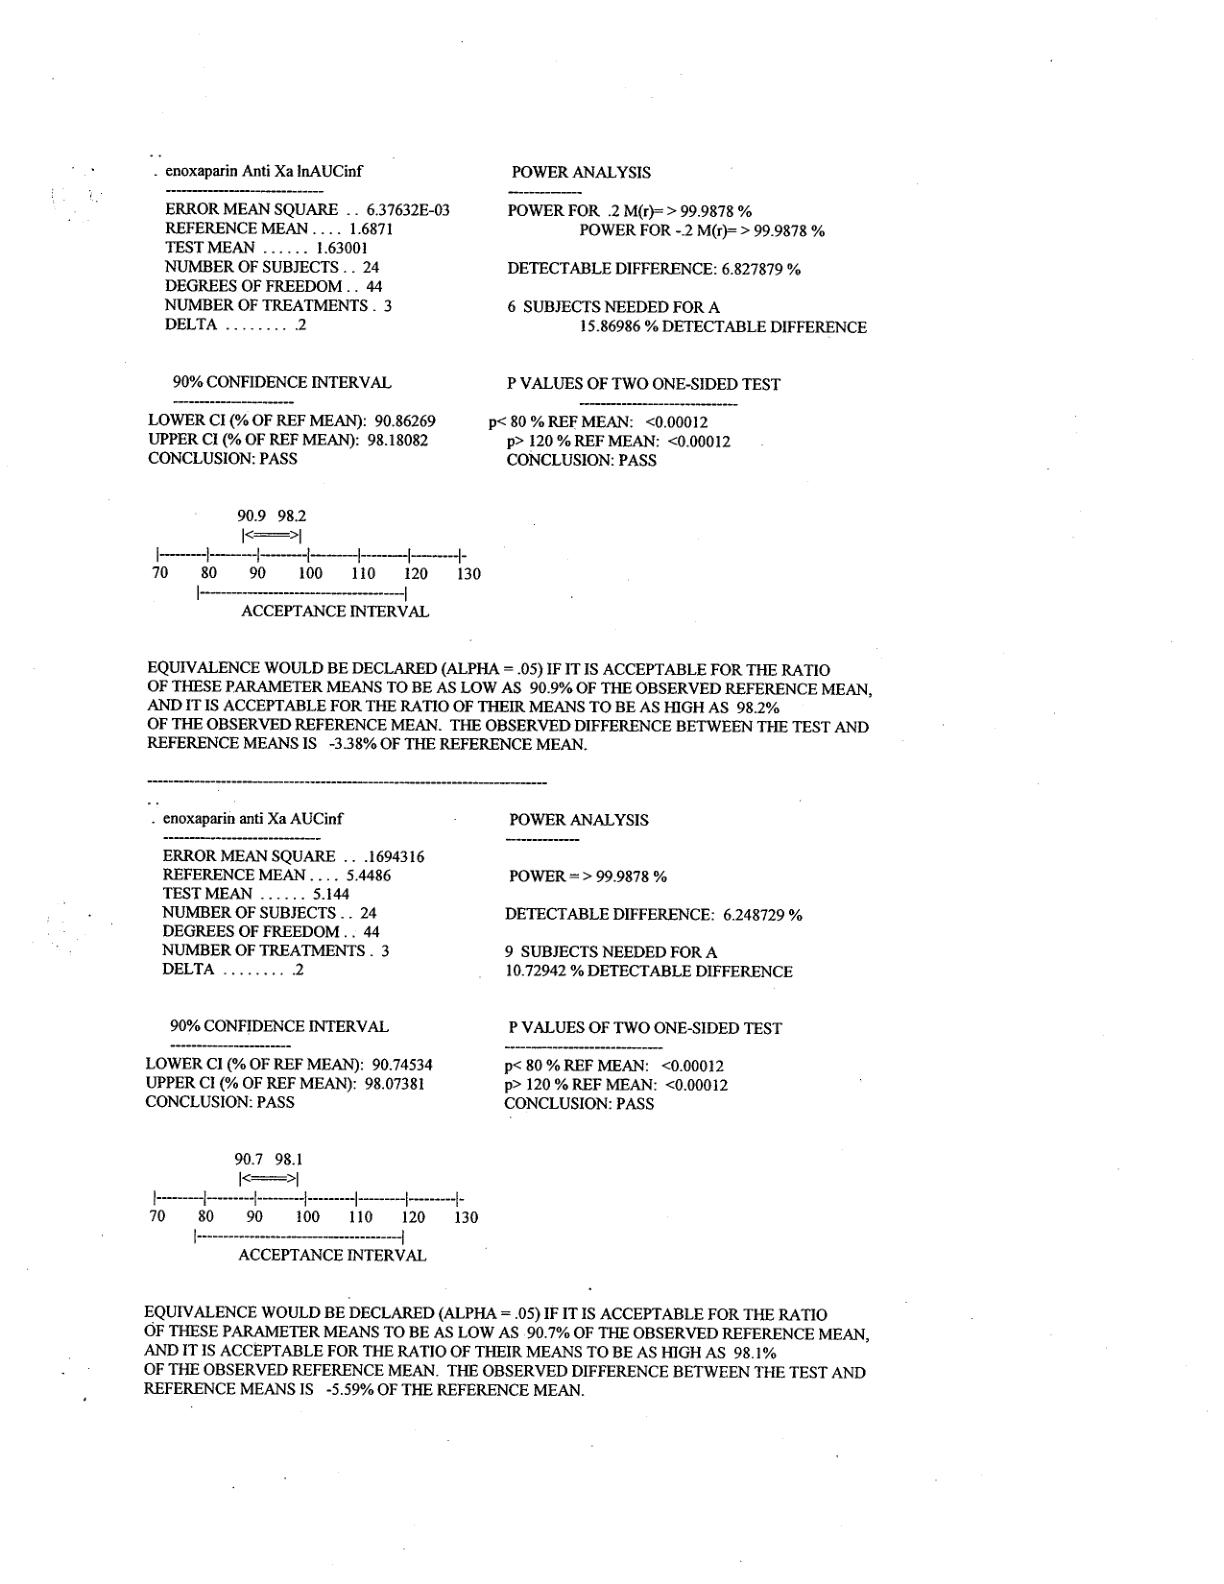 . enoxaparin Anti Xa lnAUCinf
POWER ANALYSIS
ERROR MEAN SQUARE . . 6.37632E-03
POWER FOR .2 M(r)= > 99.9878 %
REFERENCE MEAN . . . . 1.6871
POWER FOR -.2 M(r)= > 99.9878 %
TEST MEAN . . . . . . 1.63001
NUMBER OF SUBJECTS . . 24
DETECTABLE DIFFERENCE: 6.827879 %
DEGREES OF FREEDOM . . 44
NUMBER OF TREATMENTS . 3
6 SUBJECTS NEEDED FOR A
DELTA . . . . . . . . .2
15.86986 % DETECTABLE DIFFERENCE
90% CONFIDENCE INTERVAL
P VALUES OF TWO ONE-SIDED TEST
LOWER CI (% OF REF MEAN): 90.86269
p< 80 % REF MEAN: <0.00012
UPPER CI (% OF REF MEAN): 98.18082
p> 120 % REF MEAN: <0.00012
CONCLUSION: PASS
CONCLUSION: PASS
90.9 98.2
|<====>|
|---------|---------|---------|---------|---------|---------|-
70 80 90 100 110 120 130
|---------------------------------------|
ACCEPTANCE INTERVAL
EQUIVALENCE WOULD BE DECLARED (ALPHA = .05) IF IT IS ACCEPTABLE FOR THE RATIO
OF THESE PARAMETER MEANS TO BE AS LOW AS 90.9% OF THE OBSERVED REFERENCE MEAN,
AND IT IS ACCEPTABLE FOR THE RATIO OF THEIR MEANS TO BE AS HIGH AS 98.2%
OF THE OBSERVED REFERENCE MEAN. THE OBSERVED DIFFERENCE BETWEEN THE TEST AND
REFERENCE MEANS IS -3.38% OF THE REFERENCE MEAN.
. enoxaparin anti Xa AUCinf
POWER ANALYSIS
ERROR MEAN SQUARE . . .1694316
REFERENCE MEAN . . . . 5.4486
POWER = > 99.9878 %
TEST MEAN . . . . . . 5.144
NUMBER OF SUBJECTS . . 24
DETECTABLE DIFFERENCE: 6.248729 %
DEGREES OF FREEDOM . . 44
NUMBER OF TREATMENTS . 3
9 SUBJECTS NEEDED FOR A
DELTA . . . . . . . . .2
10.72942 % DETECTABLE DIFFERENCE
90% CONFIDENCE INTERVAL
P VALUES OF TWO ONE-SIDED TEST
LOWER CI (% OF REF MEAN): 90.74534
p< 80 % REF MEAN: <0.00012
UPPER CI (% OF REF MEAN): 98.07381
p> 120 % REF MEAN: <0.00012
CONCLUSION: PASS
CONCLUSION: PASS
90.7 98.1
|<====>|
|---------|---------|---------|---------|---------|---------|-
70 80 90 100 110 120 130
|---------------------------------------|
ACCEPTANCE INTERVAL
EQUIVALENCE WOULD BE DECLARED (ALPHA = .05) IF IT IS ACCEPTABLE FOR THE RATIO
OF THESE PARAMETER MEANS TO BE AS LOW AS 90.7% OF THE OBSERVED REFERENCE MEAN,
AND IT IS ACCEPTABLE FOR THE RATIO OF THEIR MEANS TO BE AS HIGH AS 98.1%
OF THE OBSERVED REFERENCE MEAN. THE OBSERVED DIFFERENCE BETWEEN THE TEST AND
REFERENCE MEANS IS -5.59% OF THE REFERENCE MEAN.